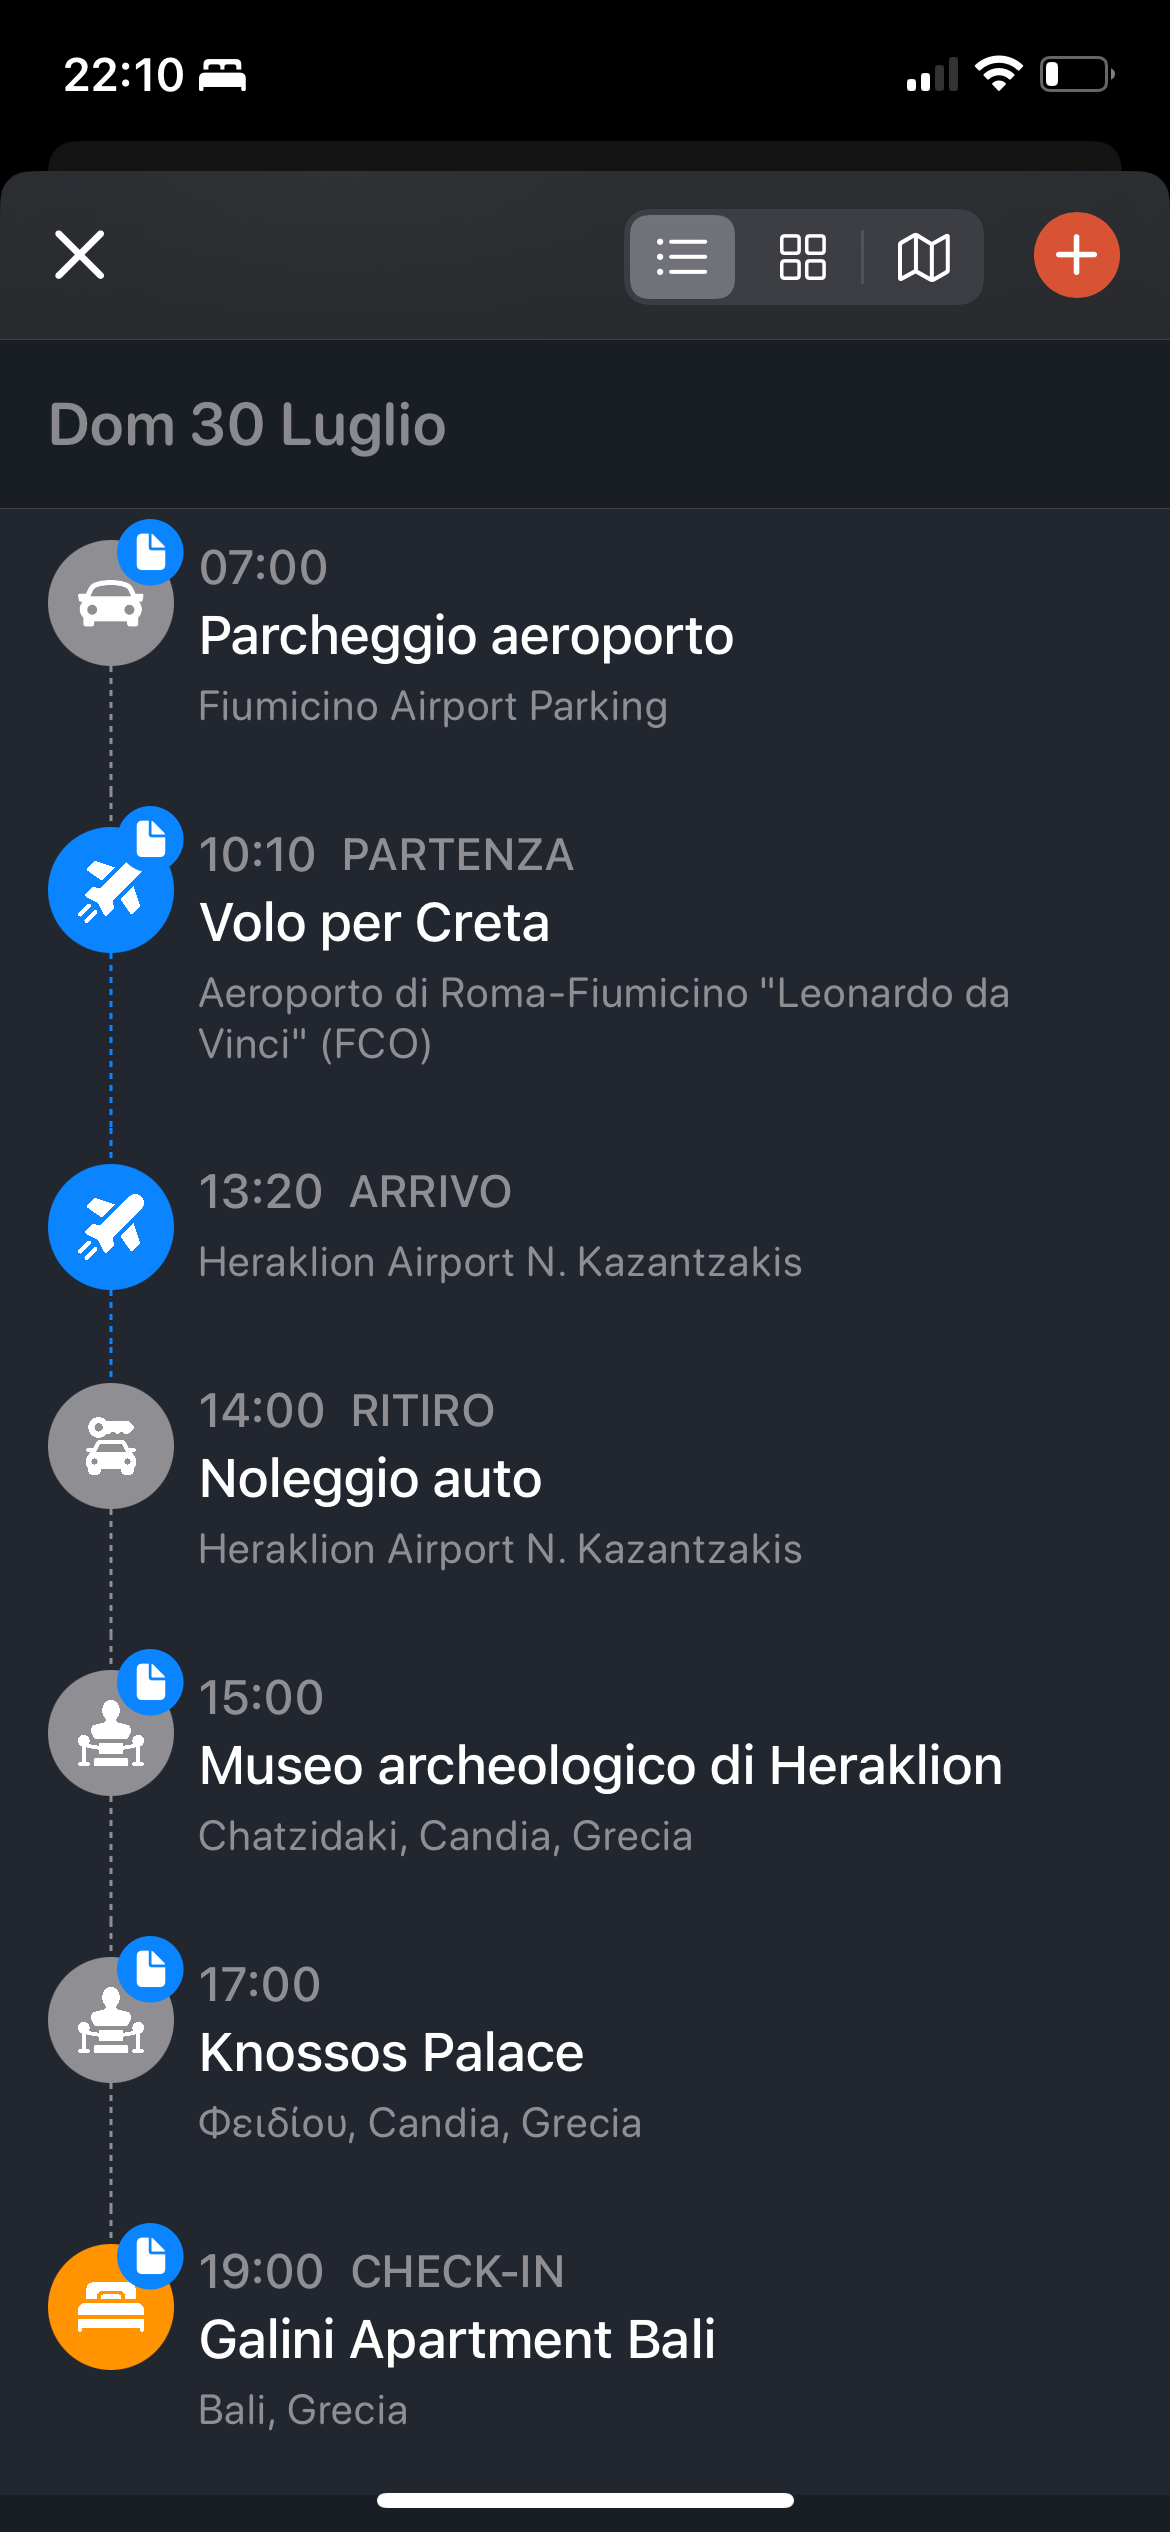 22:10
Dom 30 Luglio
07:00
Parcheggio aeroporto
Fiumicino Airport Parking
10:10 PARTENZA
Volo per Creta
Aeroporto di Roma-Fiumicino "Leonardo da
Vinci" (FCO)
13:20 ARRIVO
Heraklion Airport N. Kazantzakis
14:00 RITIRO
Noleggio auto
Heraklion Airport N. Kazantzakis
15:00
Museo archeologico di Heraklion
Chatzidaki, Candia, Grecia
17:00
Knossos Palace
Φειδίου, Candia, Grecia
19:00 CHECK-IN
Galini Apartment Bali
Bali, Grecia